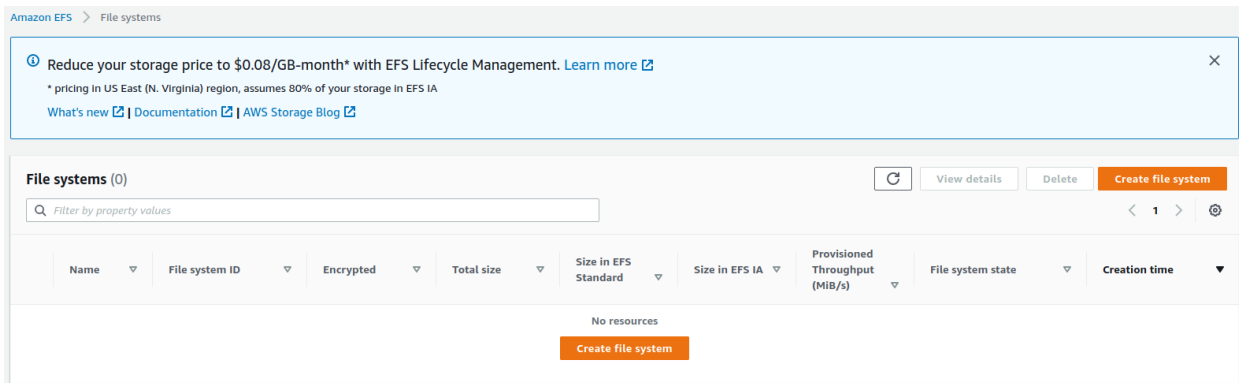 Amazon EFS > File systems
Reduce your storage price to $0.08/GB-month* with EFS Lifecycle Management. Learn more
* pricing in US East (N. Virginia) region, assumes 80% of your storage in EFS IA
What's new | Documentation | AWS Storage Blog
File systems (0)
View details
Delete
Create file system
Filter by property values
< 1 >
Name
File system ID
Encrypted
Total size
Size in EFS
Standard
Size in EFS IA
Provisioned
Throughput
(MiB/s)
File system state
Creation time
No resources
Create file system